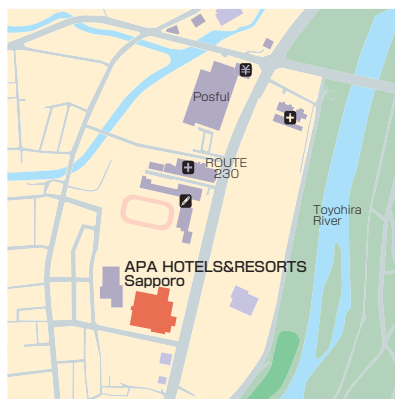 ¥
Posful
ROUTE
230
Toyohira
River
APA HOTELS&RESORTS
Sapporo